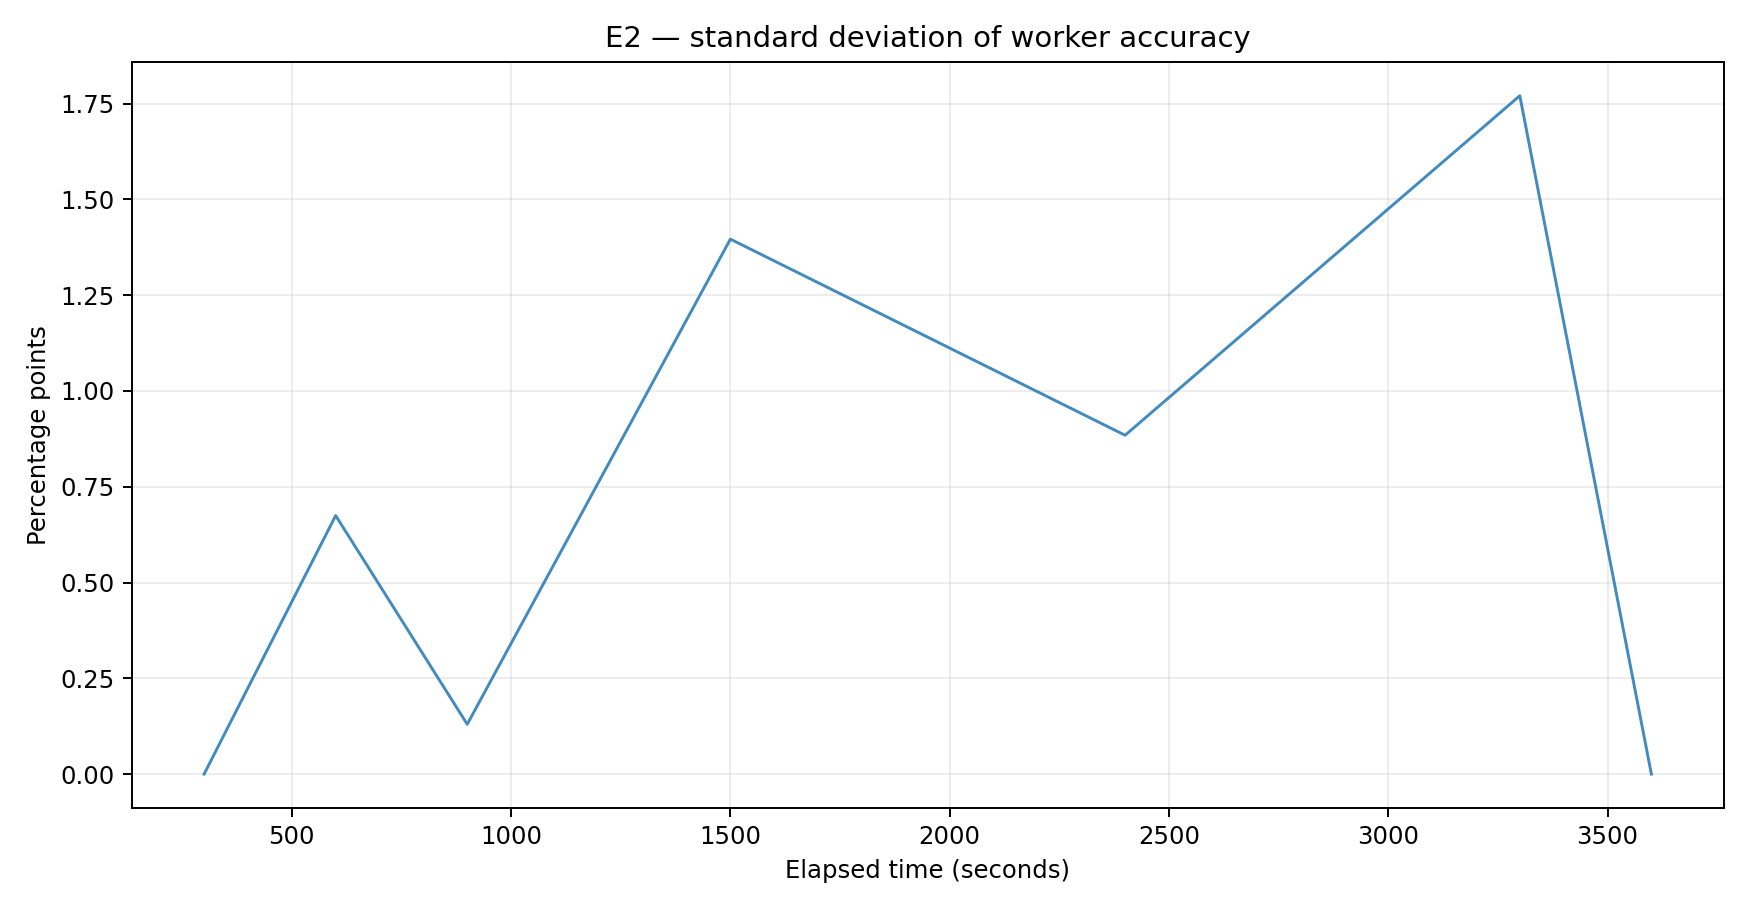 E2 — standard deviation of worker accuracy
Percentage points
1.75
1.50
1.25
1.00
0.75
0.50
0.25
0.00
500 1000 1500 2000 2500 3000 3500
Elapsed time (seconds)